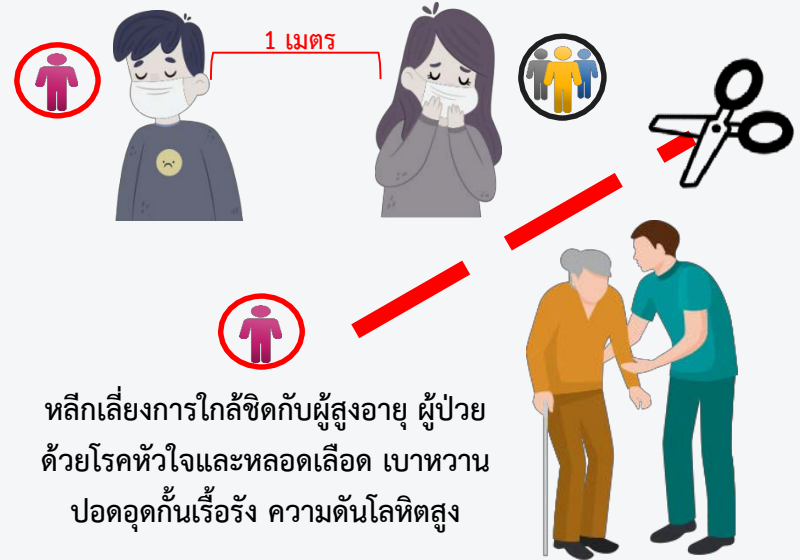 1 เมตร
หลีกเลี่ยงการใกล้ชิดกับผู้สูงอายุ ผู้ป่วย
ด้วยโรคหัวใจและหลอดเลือด เบาหวาน
ปอดอุดกั้นเรื้อรัง ความดันโลหิตสูง